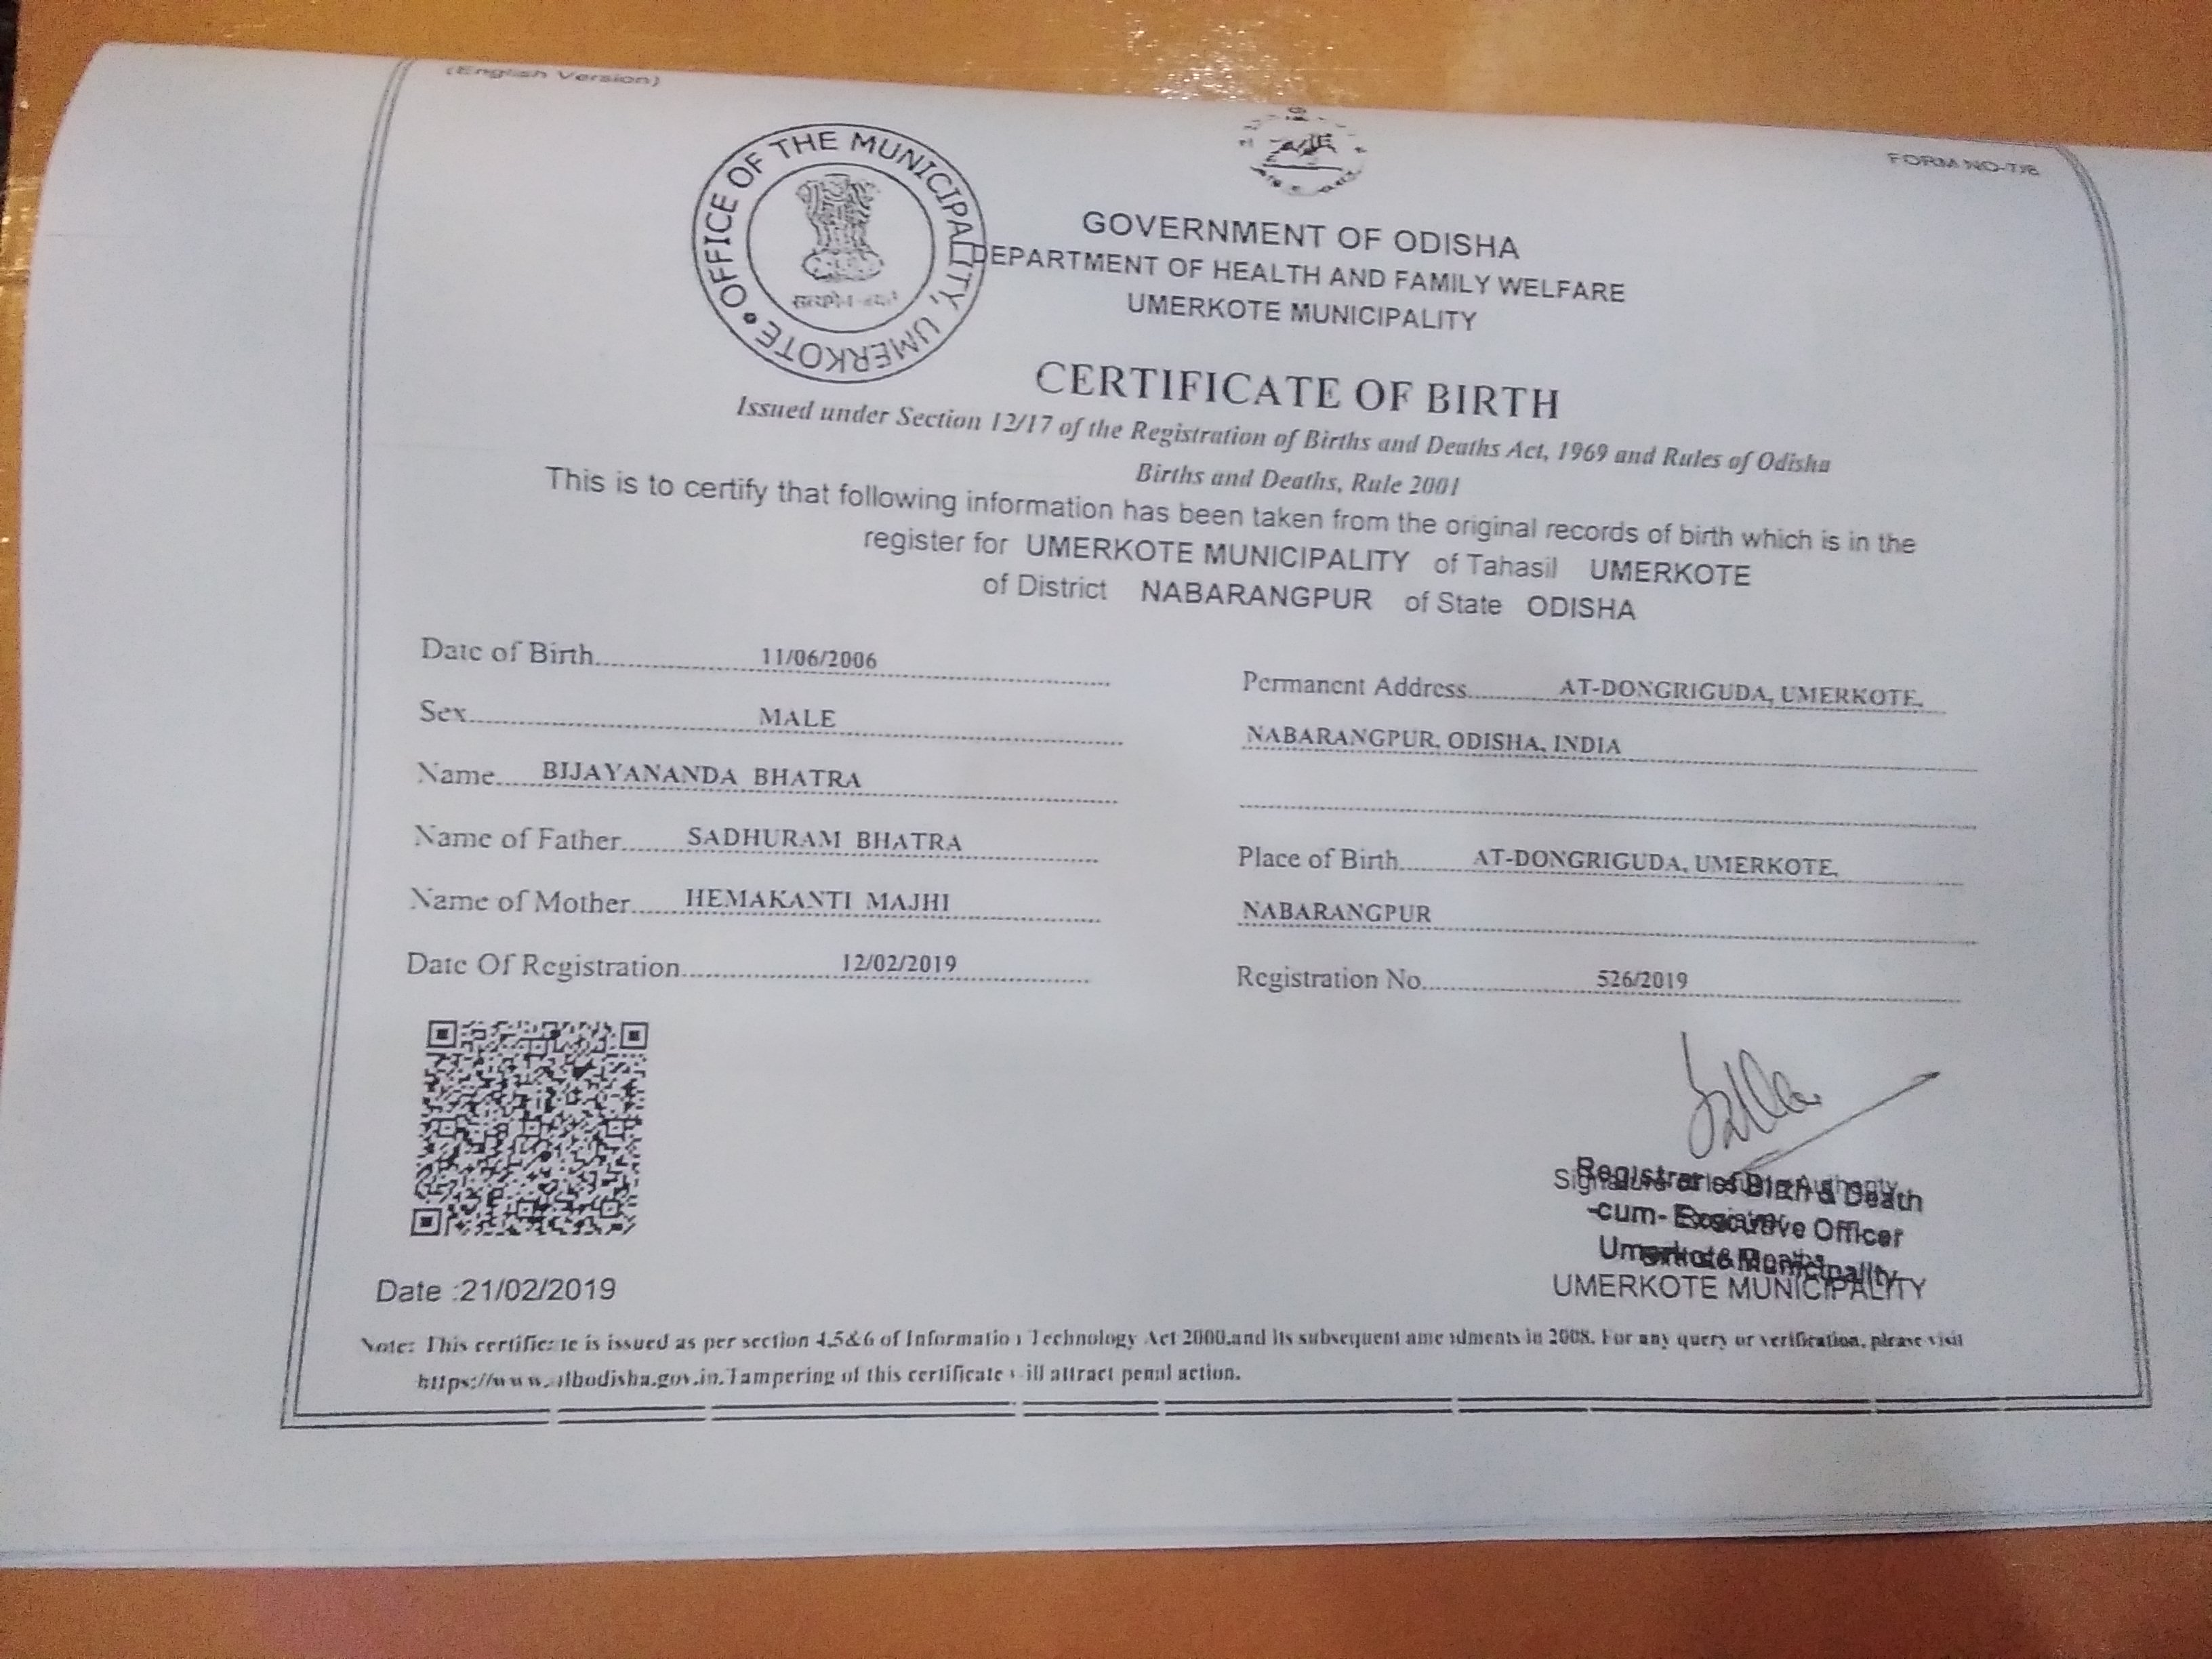 (English Version)
FORM NO-7/8
OFFICE OF THE MUNICIPALITY, UMERKOTE
GOVERNMENT OF ODISHA
DEPARTMENT OF HEALTH AND FAMILY WELFARE
UMERKOTE MUNICIPALITY
CERTIFICATE OF BIRTH
Issued under Section 12/17 of the Registration of Births and Deaths Act, 1969 and Rules of Odisha
Births and Deaths, Rule 2001
This is to certify that following information has been taken from the original records of birth which is in the
register for UMERKOTE MUNICIPALITY of Tahasil UMERKOTE
of District NABARANGPUR of State ODISHA
Date of Birth 11/06/2006
Sex MALE
Name BIJAYANANDA BHATRA
Name of Father SADHURAM BHATRA
Name of Mother HEMAKANTI MAJHI
Date Of Registration 12/02/2019
Permanent Address AT-DONGRIGUDA, UMERKOTE,
NABARANGPUR, ODISHA, INDIA
Place of Birth AT-DONGRIGUDA, UMERKOTE,
NABARANGPUR
Registration No 526/2019
Registrar of Birth & Death
-cum- Executive Officer
Umerkote Municipality
UMERKOTE MUNICIPALITY
Date :21/02/2019
Note: This certificate is issued as per section 4,5&6 of Information Technology Act 2000,and its subsequent amendments in 2008. For any query or verification, please visit
.gov.in.Tampering of this certificate will attract penal action.